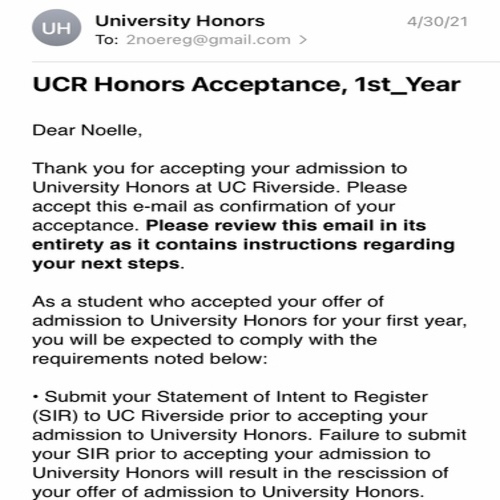 UH
University Honors
4/30/21
To: 2noereg@gmail.com >
UCR Honors Acceptance, 1st_Year
Dear Noelle,
Thank you for accepting your admission to
University Honors at UC Riverside. Please
accept this e-mail as confirmation of your
acceptance. Please review this email in its
entirety as it contains instructions regarding
your next steps.
As a student who accepted your offer of
admission to University Honors for your first year,
you will be expected to comply with the
requirements noted below:
• Submit your Statement of Intent to Register
(SIR) to UC Riverside prior to accepting your
admission to University Honors. Failure to submit
your SIR prior to accepting your admission to
University Honors will result in the rescission of
your offer of admission to University Honors.